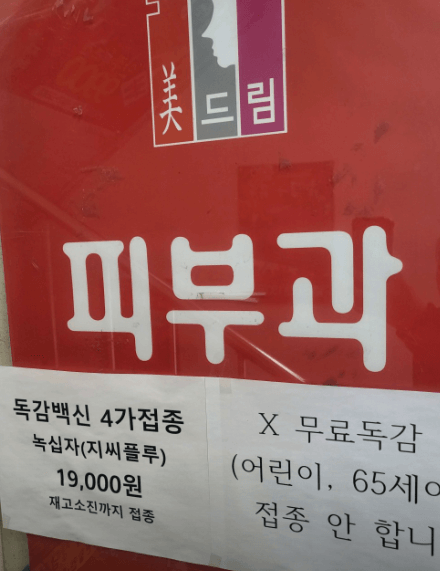 美드림
피부과
독감백신 4가접종
녹십자(지씨플루)
19,000원
재고소진까지 접종
X 무료독감
(어린이, 65세이
접종 안 합니